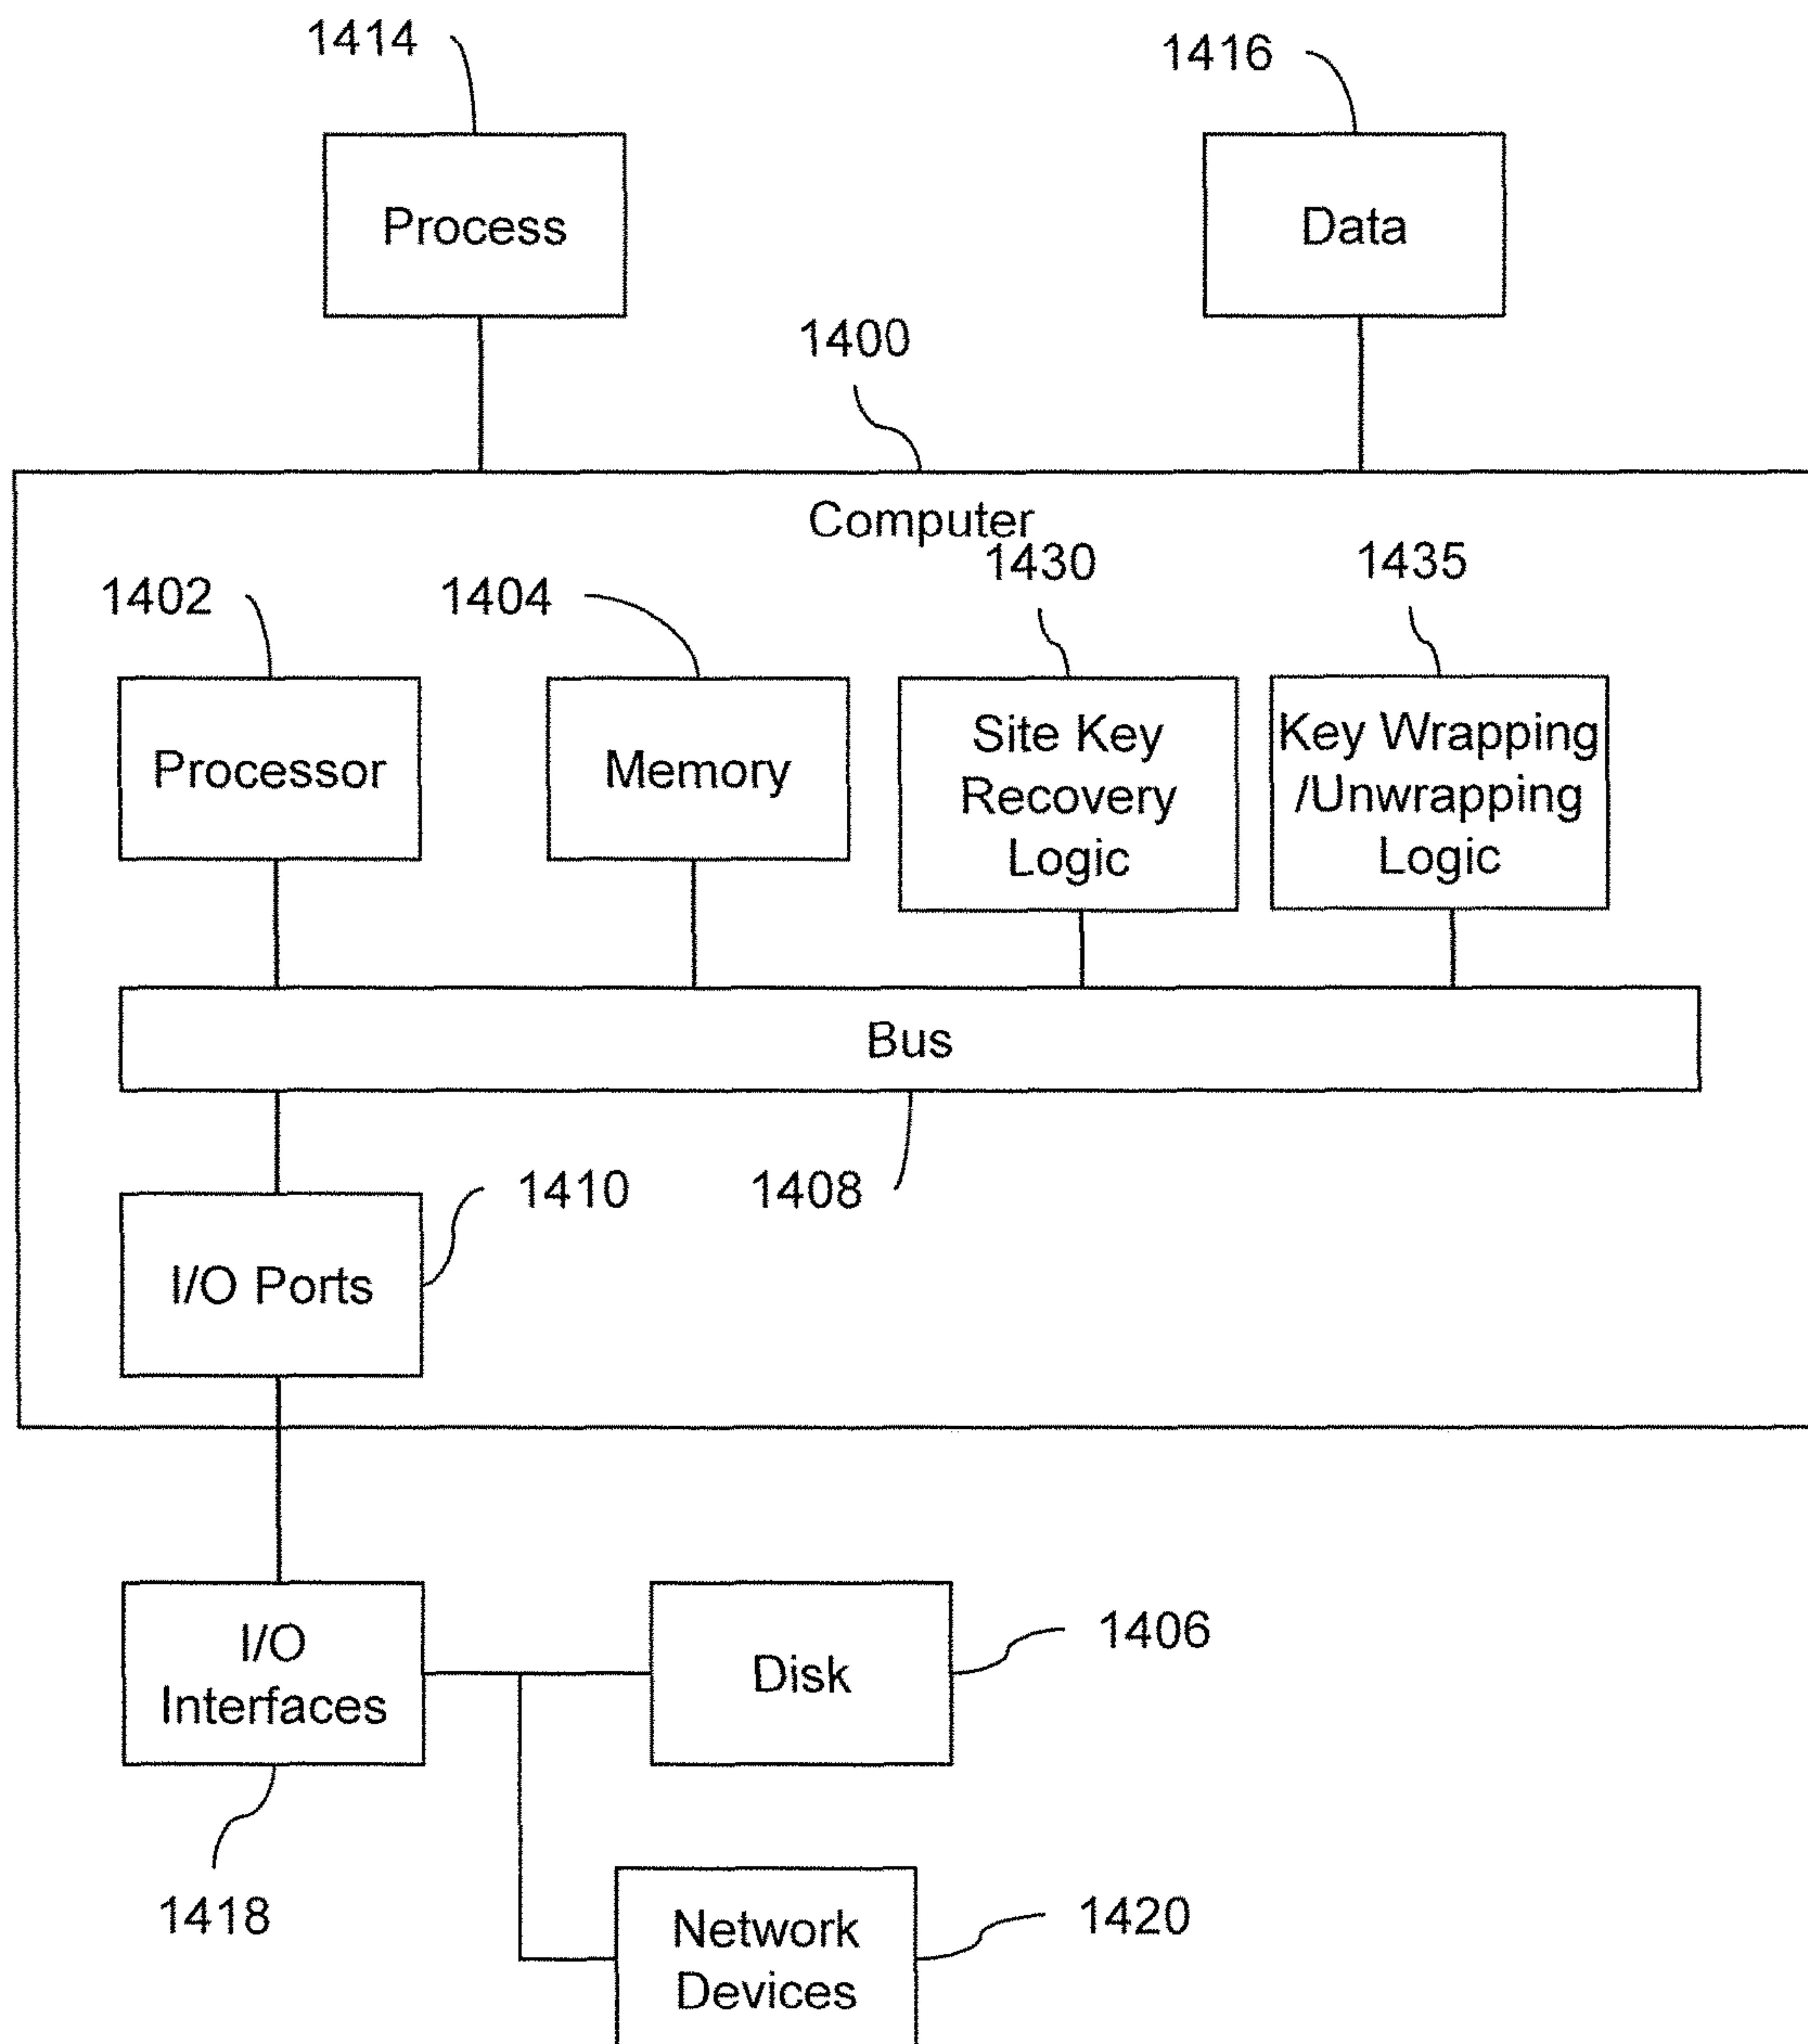 1414
1416
Process
Data
1400
Computer
1402
1404
1430
1435
Processor
Memory
Site Key
Recovery
Logic
Key Wrapping
/Unwrapping
Logic
Bus
1410
1408
I/O Ports
I/O
Interfaces
Disk
1406
1418
Network
Devices
1420